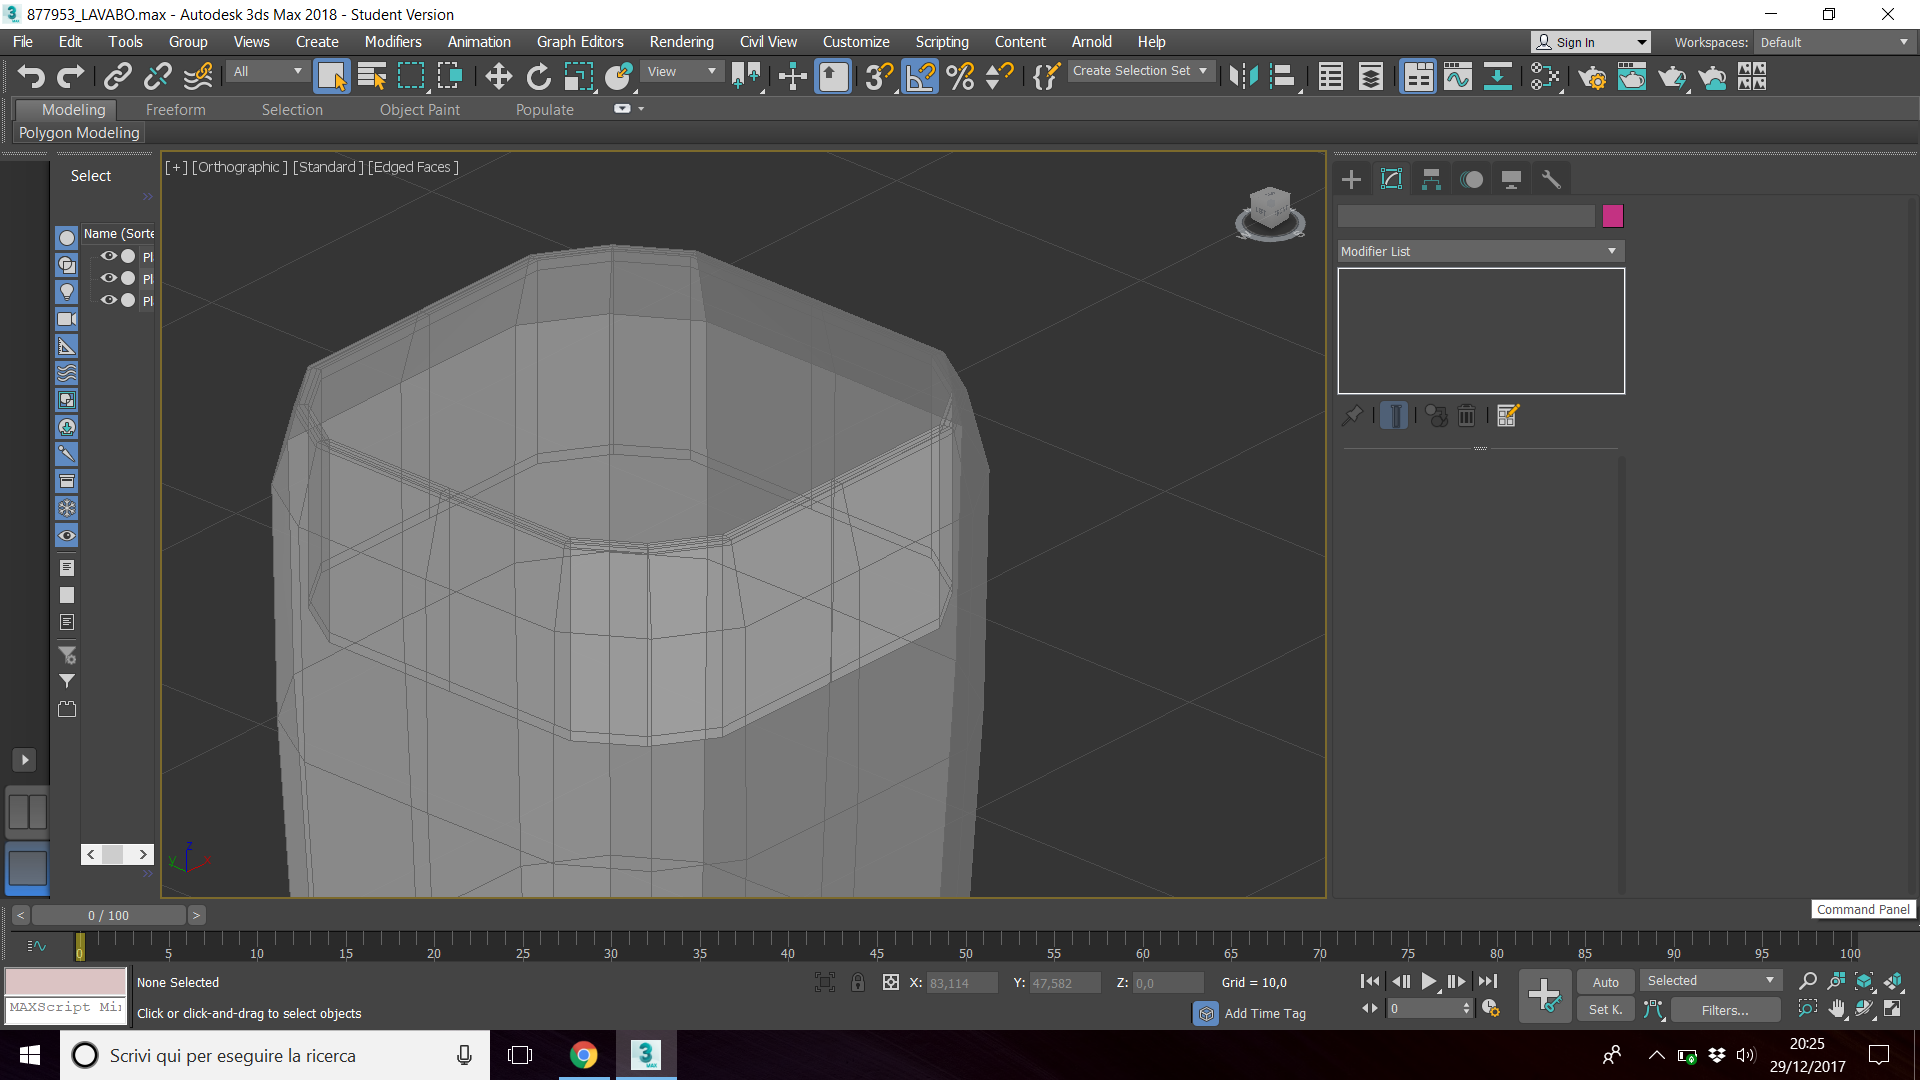 877953_LAVABO.max - Autodesk 3ds Max 2018 - Student Version
File Edit Tools Group Views Create Modifiers Animation Graph Editors Rendering Civil View Customize Scripting Content Arnold Help Sign In Workspaces: Default
All View Create Selection Set
Modeling Freeform Selection Object Paint Populate
Polygon Modeling
Select
[+] [Orthographic ] [Standard ] [Edged Faces ]
Name (Sorte
Pl
Pl
Pl
Modifier List
z
y
x
Command Panel
0 / 100
0 5 10 15 20 25 30 35 40 45 50 55 60 65 70 75 80 85 90 95 100
None Selected
X: 83,114 Y: 47,582 Z: 0,0 Grid = 10,0
Auto Selected
MAXScript Mi
Click or click-and-drag to select objects
Add Time Tag
0
Set K. Filters...
Scrivi qui per eseguire la ricerca
3
MAX
20:25
29/12/2017